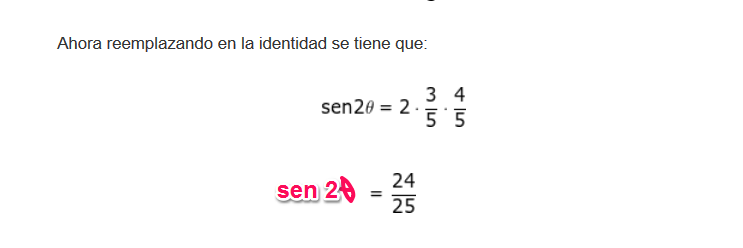 Ahora reemplazando en la identidad se tiene que:
sen2θ = 2 · 3/5 · 4/5
sen 2θ = 24/25